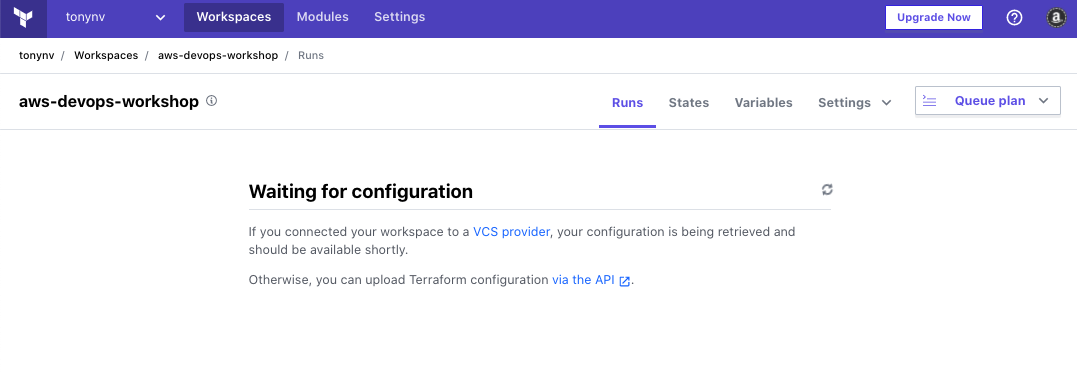 tonynv Workspaces Modules Settings Upgrade Now
tonynv / Workspaces / aws-devops-workshop / Runs
aws-devops-workshop Runs States Variables Settings Queue plan
Waiting for configuration
If you connected your workspace to a VCS provider, your configuration is being retrieved and
should be available shortly.
Otherwise, you can upload Terraform configuration via the API.